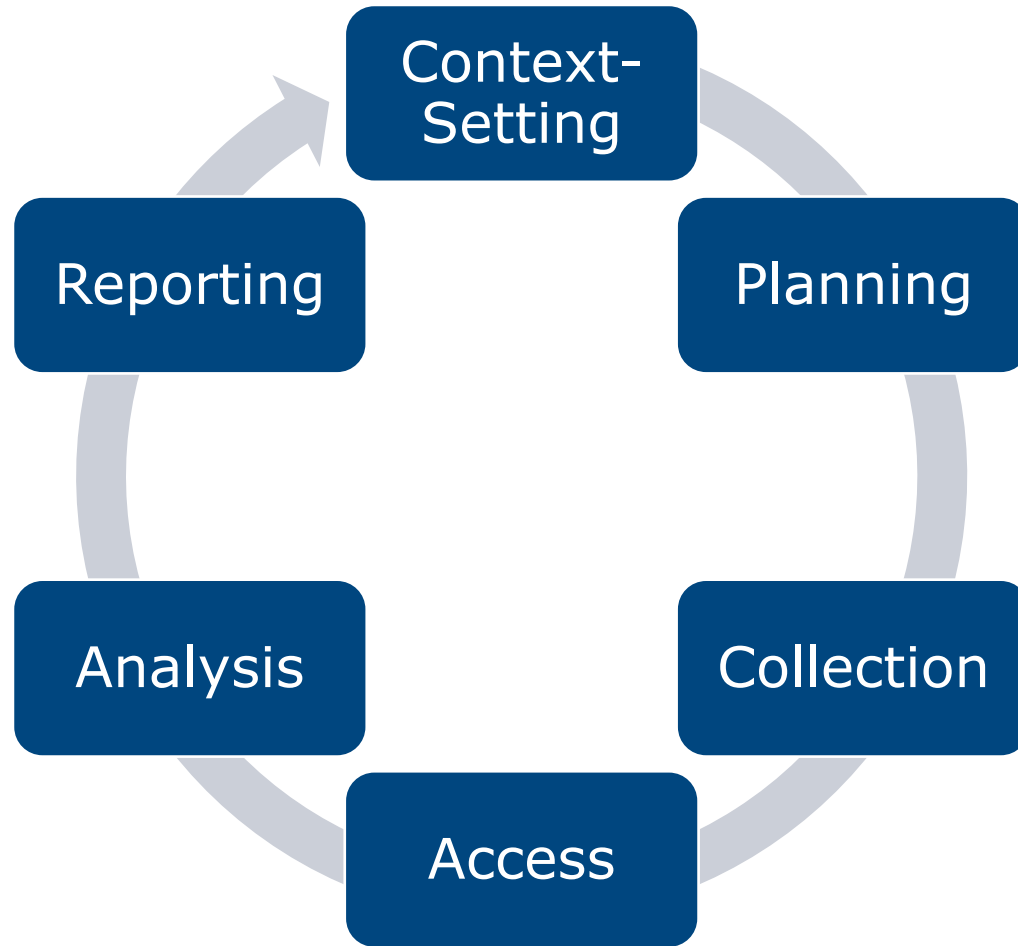 Context-
Setting
Planning
Collection
Access
Analysis
Reporting